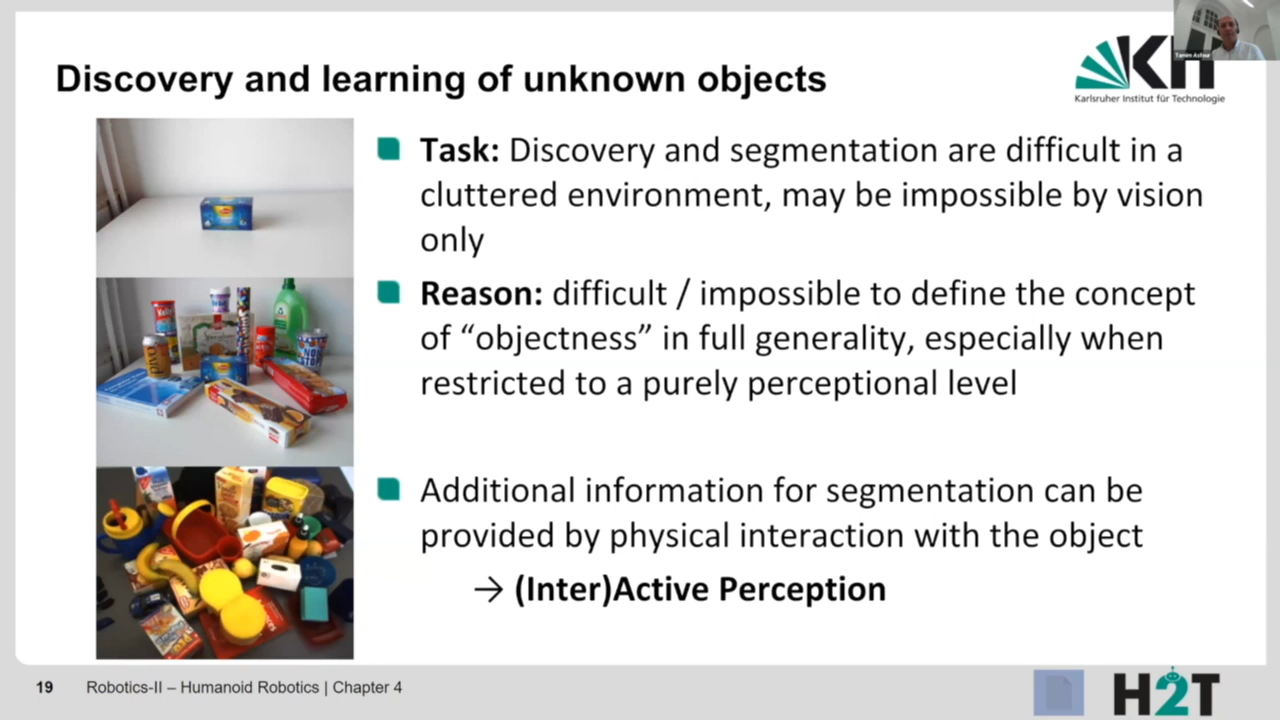 Discovery and learning of unknown objects
KIT
Karlsruher Institut für Technologie
Tamim Asfour
Task: Discovery and segmentation are difficult in a
cluttered environment, may be impossible by vision
only
Reason: difficult / impossible to define the concept
of “objectness” in full generality, especially when
restricted to a purely perceptional level
Additional information for segmentation can be
provided by physical interaction with the object
→ (Inter)Active Perception
19 Robotics-II – Humanoid Robotics | Chapter 4
H2T